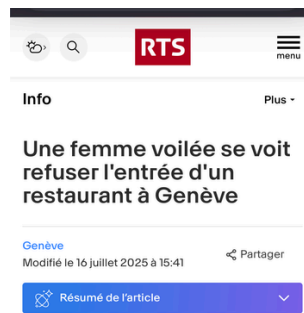 RTS
menu
Info
Plus
Une femme voilée se voit
refuser l'entrée d'un
restaurant à Genève
Genève
Modifié le 16 juillet 2025 à 15:41
Partager
Résumé de l'article